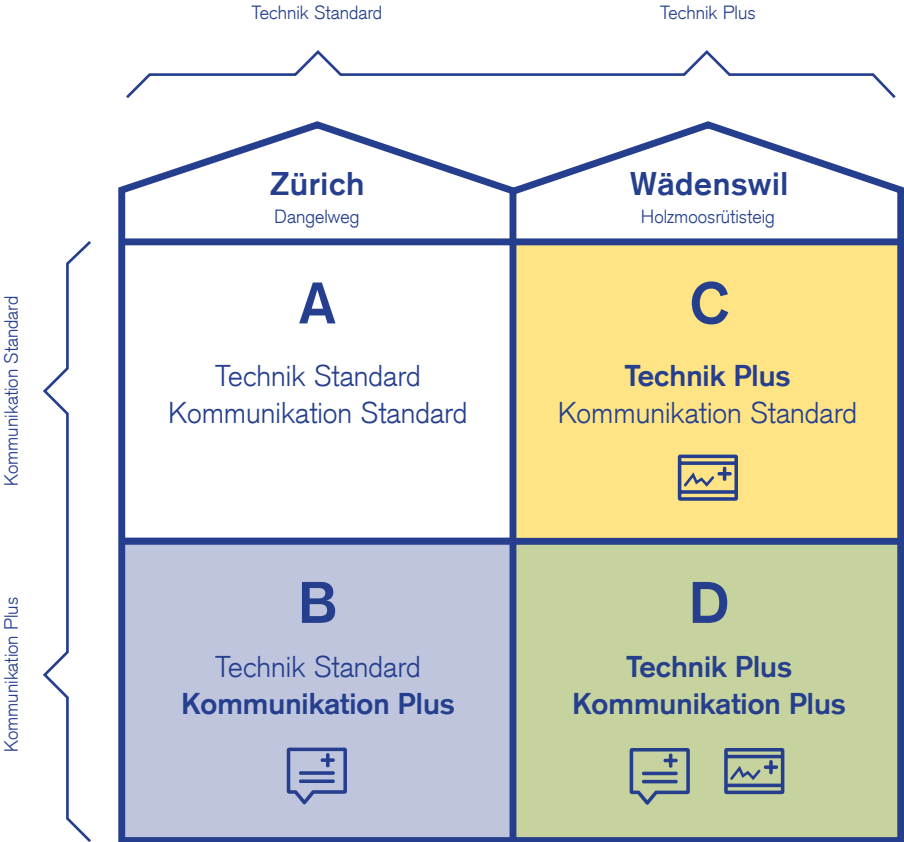 Technik Standard
Technik Plus
Zürich
Dangelweg
Wädenswil
Holzmoosrütisteig
Kommunikation Standard
A
Technik Standard
Kommunikation Standard
C
Technik Plus
Kommunikation Standard
Kommunikation Plus
B
Technik Standard
Kommunikation Plus
D
Technik Plus
Kommunikation Plus